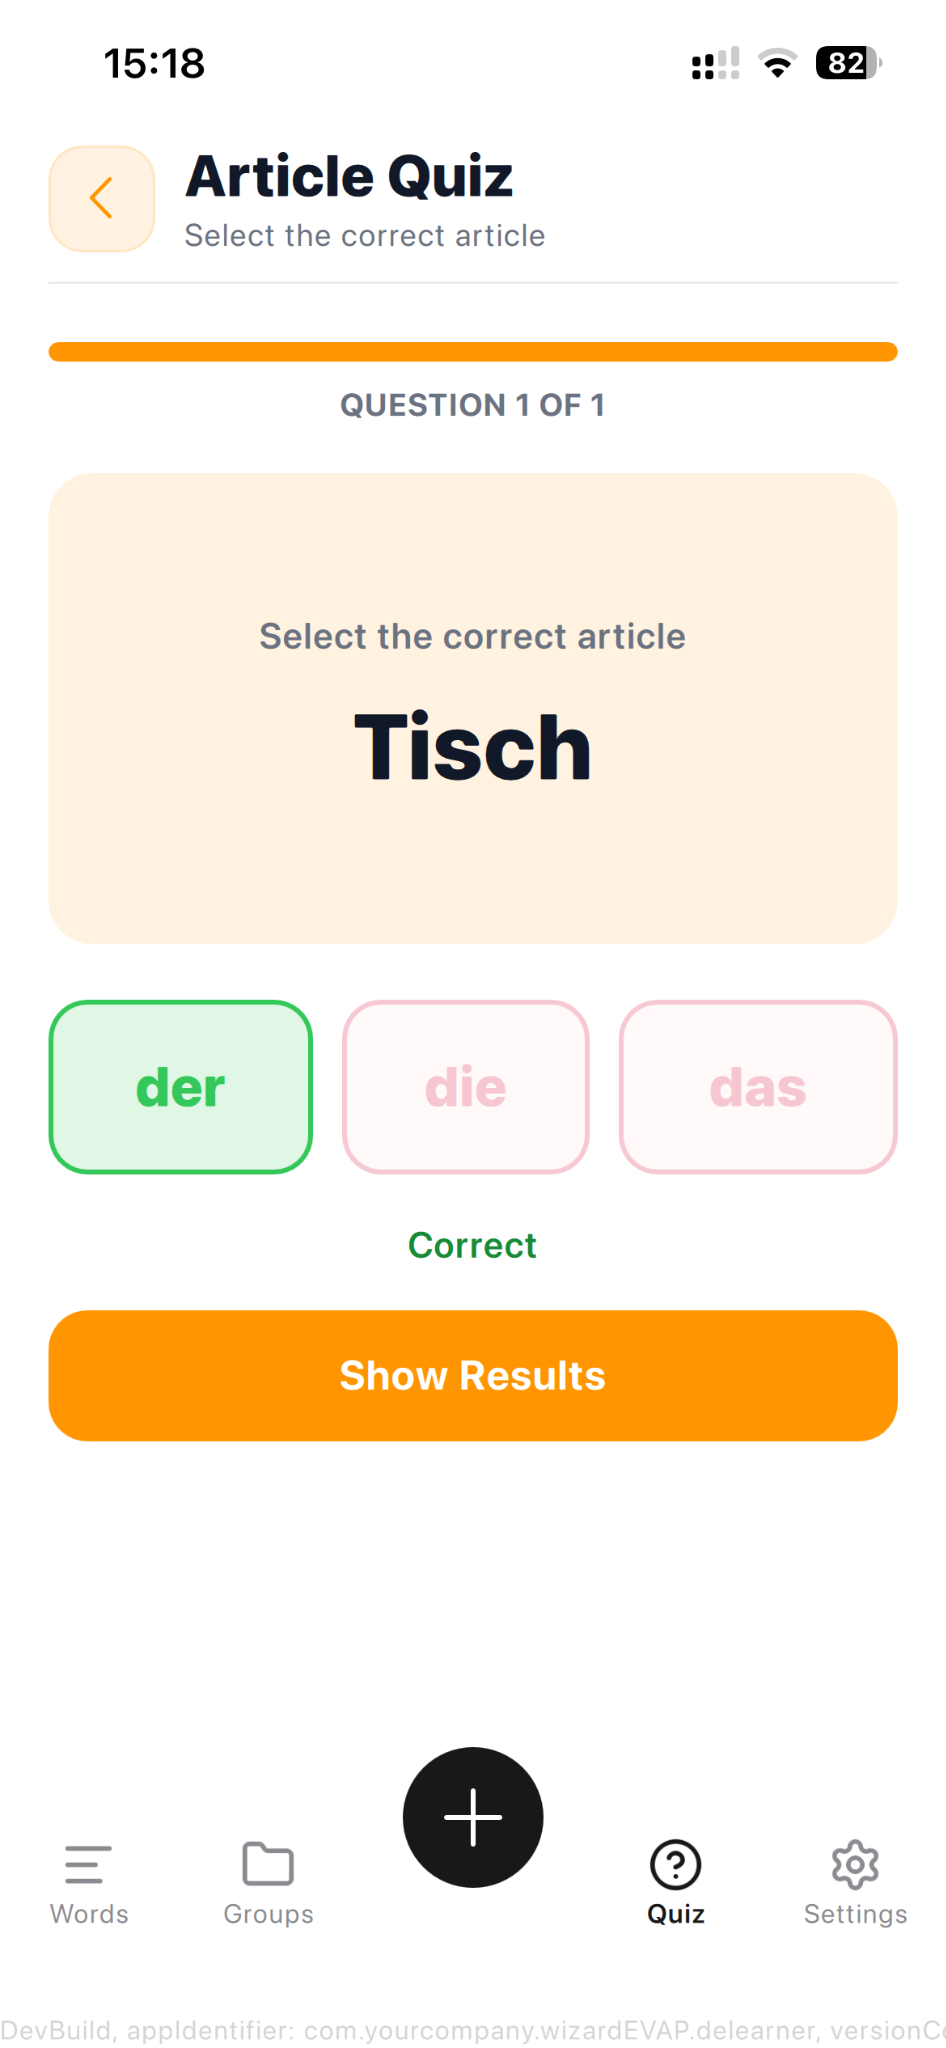 15:18
82
Article Quiz
Select the correct article
QUESTION 1 OF 1
Select the correct article
Tisch
der die das
Correct
Show Results
Words Groups Quiz Settings
DevBuild, appIdentifier: com.yourcompany.wizardEVAP.delearner, versionCo